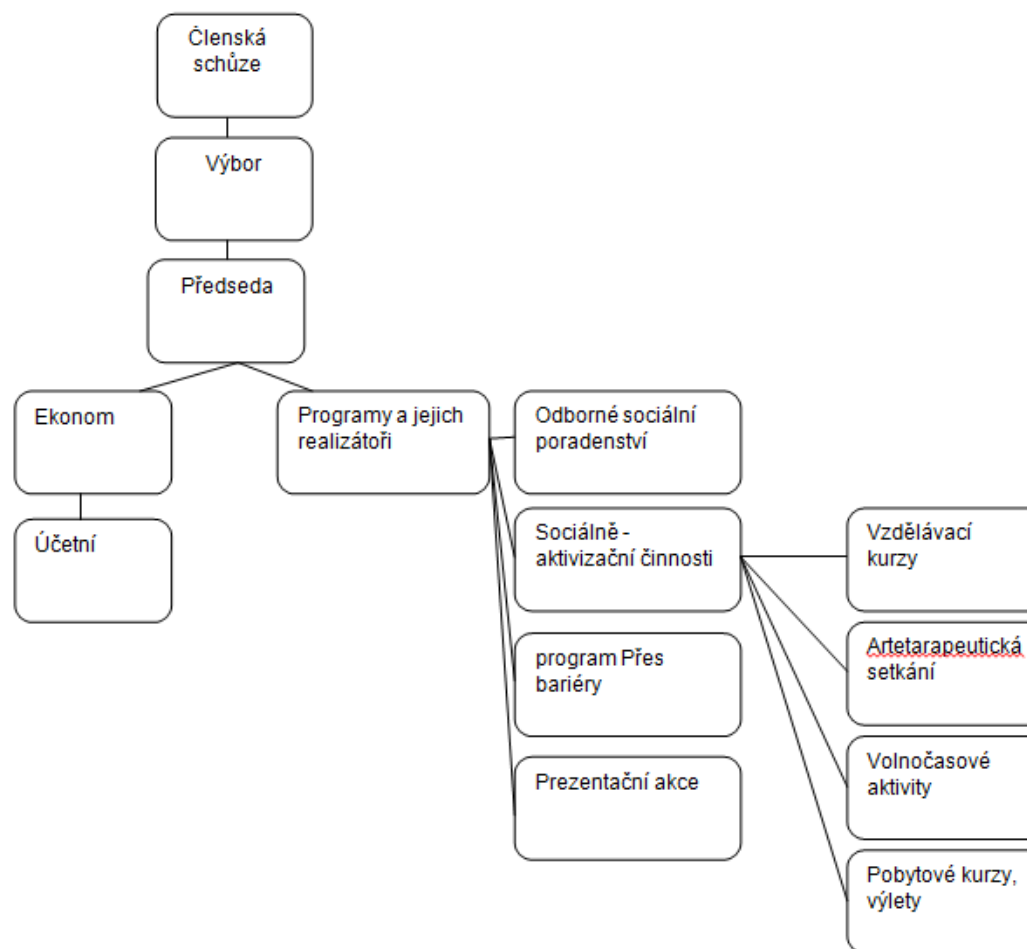 Členská
schůze
Výbor
Předseda
Ekonom
Programy a jejich
realizátoři
Odborné sociální
poradenství
Účetní
Sociálně -
aktivizační činnosti
Vzdělávací
kurzy
program Přes
bariéry
Artetarapeutická
setkání
Prezentační akce
Volnočasové
aktivity
Pobytové kurzy,
výlety